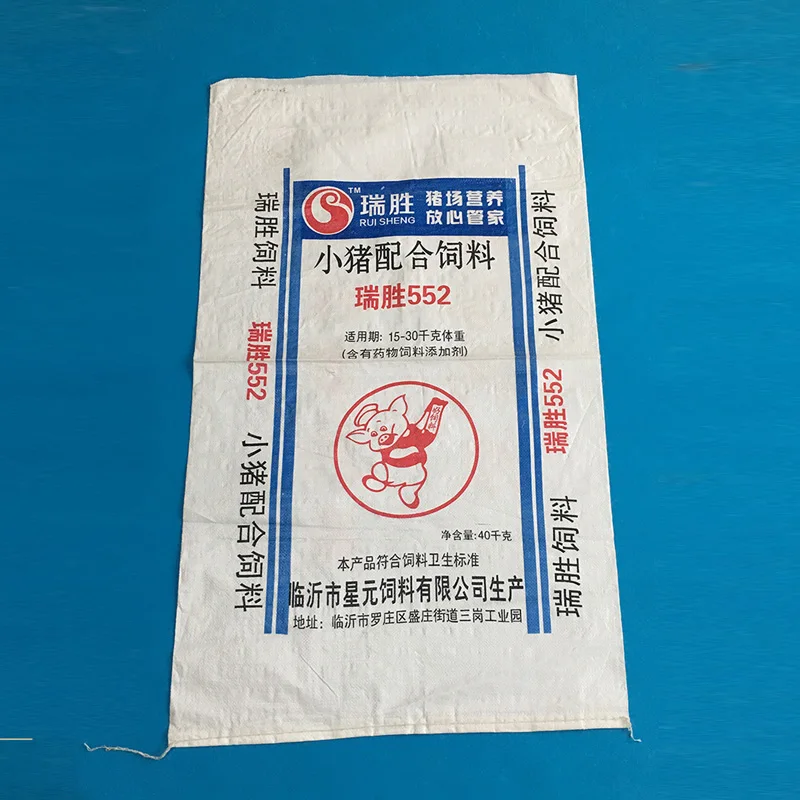 TM
瑞胜
RUI SHENG
猪场营养
放心管家
小猪配合饲料
瑞胜552
适用期: 15-30千克体重
(含有药物饲料添加剂)
净含量:40千克
本产品符合饲料卫生标准
临沂市星元饲料有限公司生产
地址: 临沂市罗庄区盛庄街道三岗工业园
瑞胜饲料
瑞胜552
小猪配合饲料
小猪配合饲料
瑞胜552
瑞胜饲料